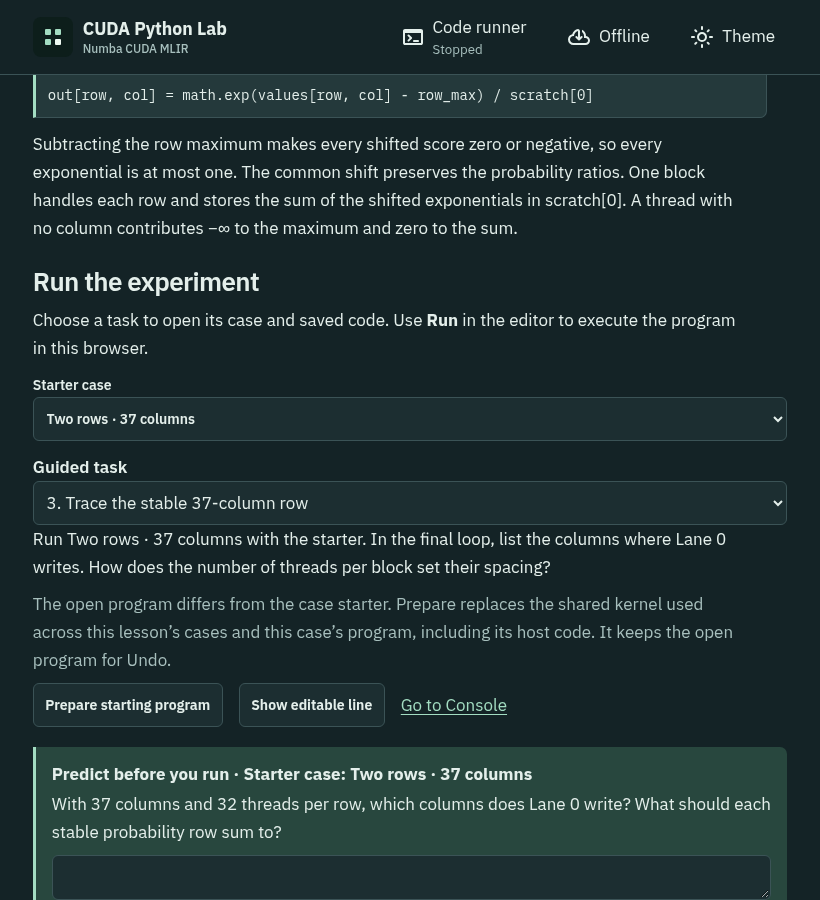 CUDA Python Lab
Numba CUDA MLIR
Code runner
Stopped
Offline
Theme
out[row, col] = math.exp(values[row, col] - row_max) / scratch[0]
Subtracting the row maximum makes every shifted score zero or negative, so every
exponential is at most one. The common shift preserves the probability ratios. One block
handles each row and stores the sum of the shifted exponentials in scratch[0]. A thread with
no column contributes −∞ to the maximum and zero to the sum.
Run the experiment
Choose a task to open its case and saved code. Use Run in the editor to execute the program
in this browser.
Starter case
Two rows · 37 columns
Guided task
3. Trace the stable 37-column row
Run Two rows · 37 columns with the starter. In the final loop, list the columns where Lane 0
writes. How does the number of threads per block set their spacing?
The open program differs from the case starter. Prepare replaces the shared kernel used
across this lesson’s cases and this case’s program, including its host code. It keeps the open
program for Undo.
Prepare starting program
Show editable line
Go to Console
Predict before you run · Starter case: Two rows · 37 columns
With 37 columns and 32 threads per row, which columns does Lane 0 write? What should each
stable probability row sum to?